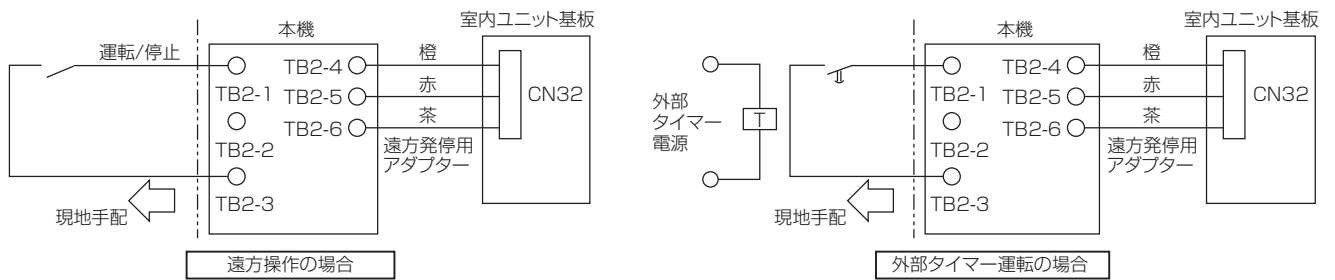 本機
室内ユニット基板
運転/停止
橙
TB2-4
TB2-1
赤
TB2-5
CN32
茶
TB2-6
TB2-2
遠方発停用
アダプター
TB2-3
現地手配
遠方操作の場合
本機
室内ユニット基板
橙
TB2-4
外部
タイマー
電源
T
TB2-1
赤
TB2-5
CN32
茶
TB2-6
TB2-2
遠方発停用
アダプター
TB2-3
現地手配
外部タイマー運転の場合